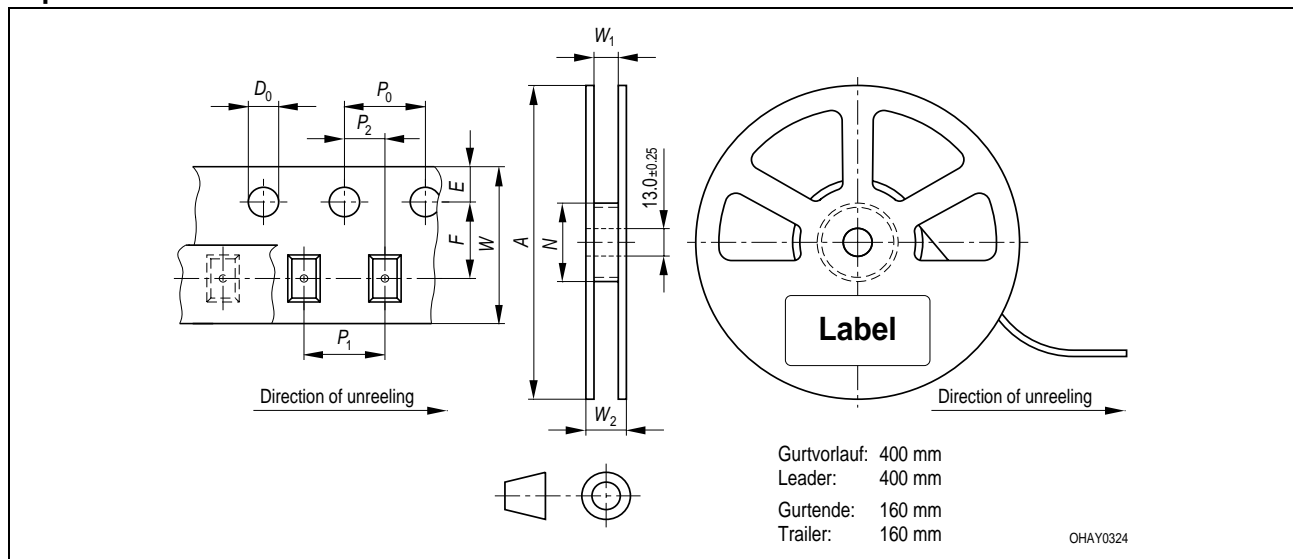 W1
D0
P0
P2
E
F
W
A
N
13.0±0.25
P1
Label
Direction of unreeling
W2
Direction of unreeling
Gurtvorlauf: 400 mm
Leader: 400 mm
Gurtende: 160 mm
Trailer: 160 mm
OHAY0324